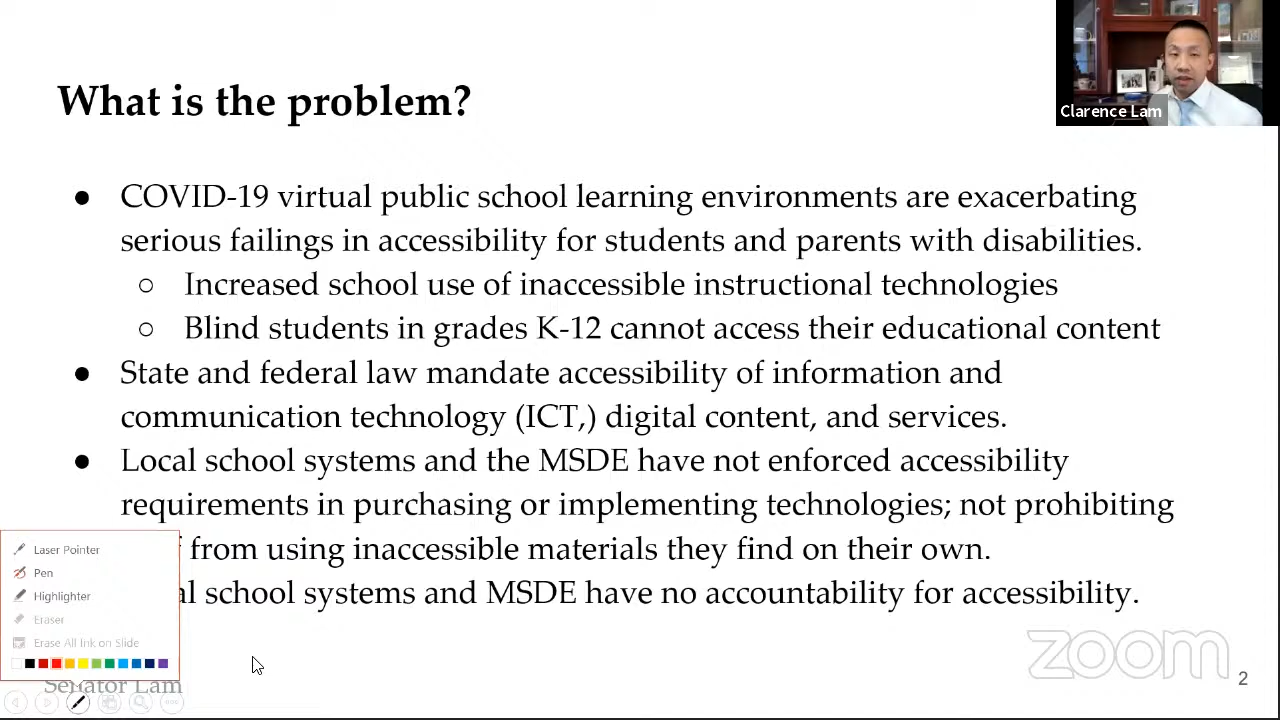 What is the problem?
Clarence Lam
● COVID-19 virtual public school learning environments are exacerbating
serious failings in accessibility for students and parents with disabilities.
○ Increased school use of inaccessible instructional technologies
○ Blind students in grades K-12 cannot access their educational content
● State and federal law mandate accessibility of information and
communication technology (ICT,) digital content, and services.
● Local school systems and the MSDE have not enforced accessibility
requirements in purchasing or implementing technologies; not prohibiting
from using inaccessible materials they find on their own.
al school systems and MSDE have no accountability for accessibility.
Laser Pointer
Pen
Highlighter
Eraser
Erase All Ink on Slide
Senator Lam
zoom
2